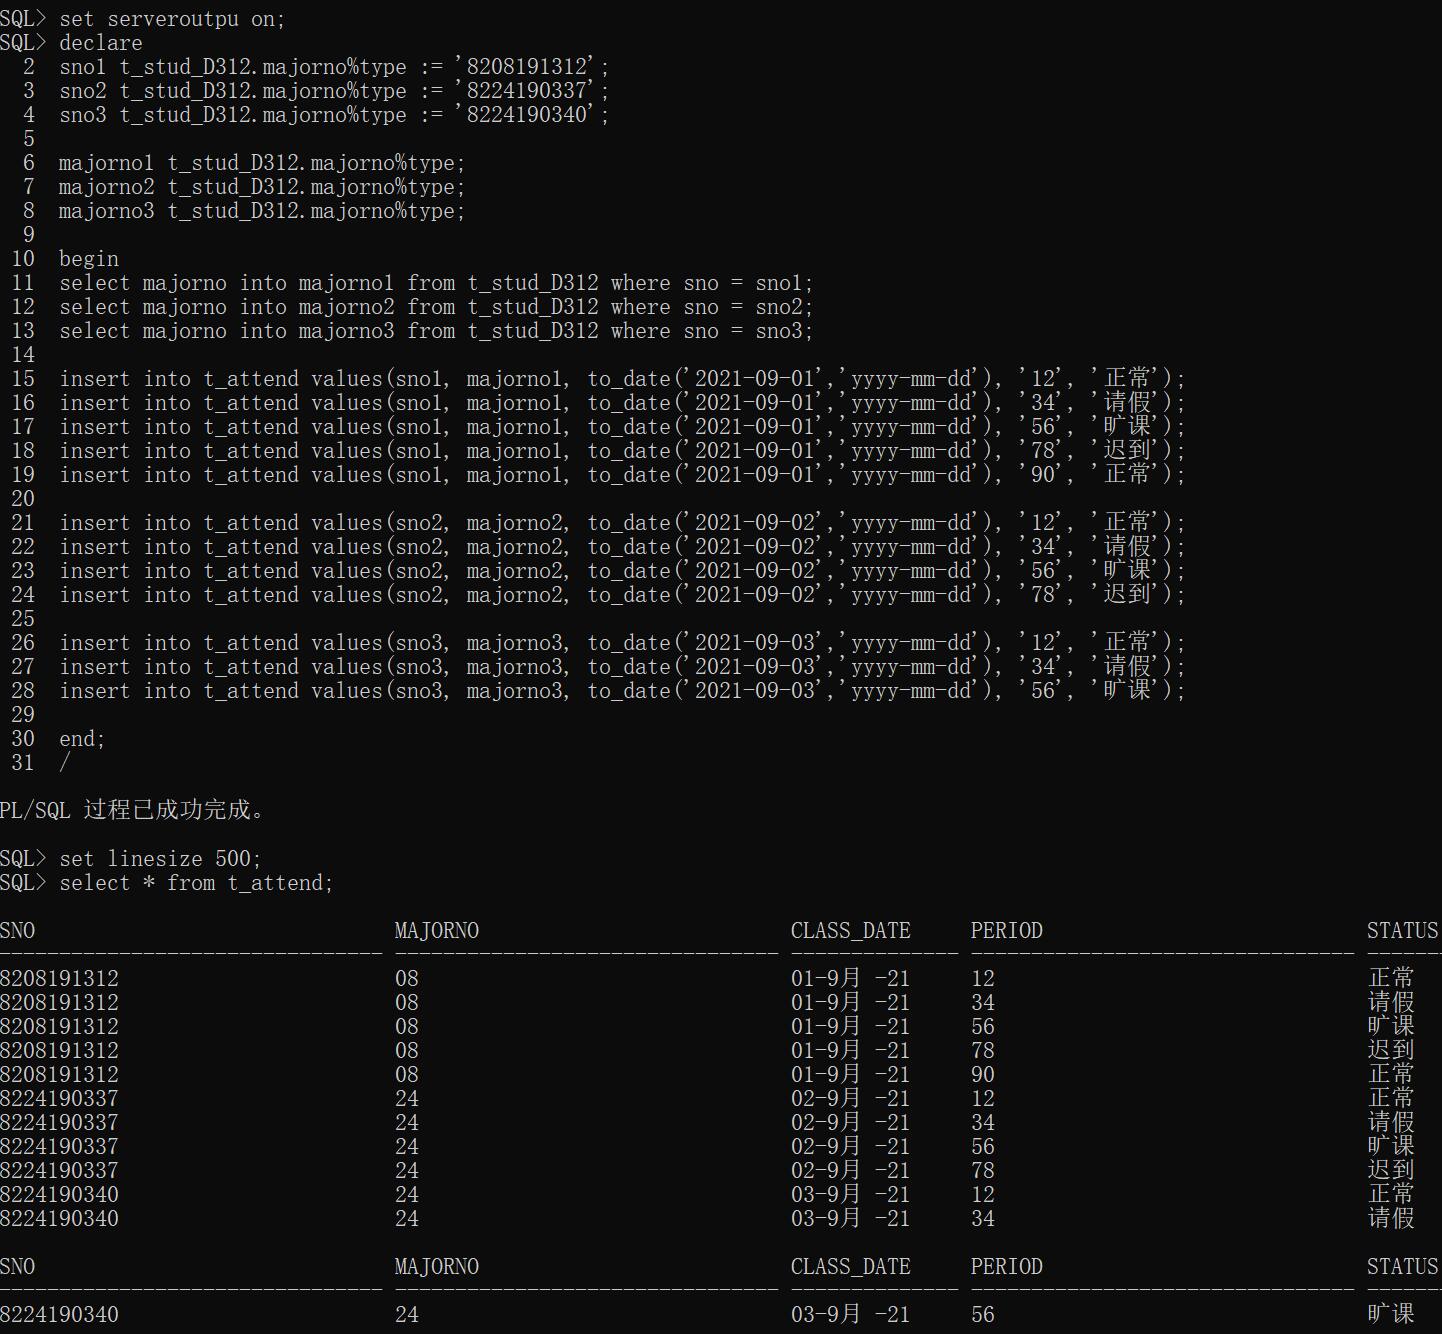 SQL> set serveroutpu on;
SQL> declare
2 sno1 t_stud_D312.majorno%type := '8208191312';
3 sno2 t_stud_D312.majorno%type := '8224190337';
4 sno3 t_stud_D312.majorno%type := '8224190340';
5
6 majorno1 t_stud_D312.majorno%type;
7 majorno2 t_stud_D312.majorno%type;
8 majorno3 t_stud_D312.majorno%type;
9
10 begin
11 select majorno into majorno1 from t_stud_D312 where sno = sno1;
12 select majorno into majorno2 from t_stud_D312 where sno = sno2;
13 select majorno into majorno3 from t_stud_D312 where sno = sno3;
14
15 insert into t_attend values(sno1, majorno1, to_date('2021-09-01','yyyy-mm-dd'), '12', '正常');
16 insert into t_attend values(sno1, majorno1, to_date('2021-09-01','yyyy-mm-dd'), '34', '请假');
17 insert into t_attend values(sno1, majorno1, to_date('2021-09-01','yyyy-mm-dd'), '56', '旷课');
18 insert into t_attend values(sno1, majorno1, to_date('2021-09-01','yyyy-mm-dd'), '78', '迟到');
19 insert into t_attend values(sno1, majorno1, to_date('2021-09-01','yyyy-mm-dd'), '90', '正常');
20
21 insert into t_attend values(sno2, majorno2, to_date('2021-09-02','yyyy-mm-dd'), '12', '正常');
22 insert into t_attend values(sno2, majorno2, to_date('2021-09-02','yyyy-mm-dd'), '34', '请假');
23 insert into t_attend values(sno2, majorno2, to_date('2021-09-02','yyyy-mm-dd'), '56', '旷课');
24 insert into t_attend values(sno2, majorno2, to_date('2021-09-02','yyyy-mm-dd'), '78', '迟到');
25
26 insert into t_attend values(sno3, majorno3, to_date('2021-09-03','yyyy-mm-dd'), '12', '正常');
27 insert into t_attend values(sno3, majorno3, to_date('2021-09-03','yyyy-mm-dd'), '34', '请假');
28 insert into t_attend values(sno3, majorno3, to_date('2021-09-03','yyyy-mm-dd'), '56', '旷课');
29
30 end;
31 /
PL/SQL 过程已成功完成。
SQL> set linesize 500;
SQL> select * from t_attend;
SNO MAJORNO CLASS_DATE PERIOD STATUS
-------------------------------- -------------------------------- -------------- -------------------------------- ------
8208191312 08 01-9月 -21 12 正常
8208191312 08 01-9月 -21 34 请假
8208191312 08 01-9月 -21 56 旷课
8208191312 08 01-9月 -21 78 迟到
8208191312 08 01-9月 -21 90 正常
8224190337 24 02-9月 -21 12 正常
8224190337 24 02-9月 -21 34 请假
8224190337 24 02-9月 -21 56 旷课
8224190337 24 02-9月 -21 78 迟到
8224190340 24 03-9月 -21 12 正常
8224190340 24 03-9月 -21 34 请假
SNO MAJORNO CLASS_DATE PERIOD STATUS
-------------------------------- -------------------------------- -------------- -------------------------------- ------
8224190340 24 03-9月 -21 56 旷课